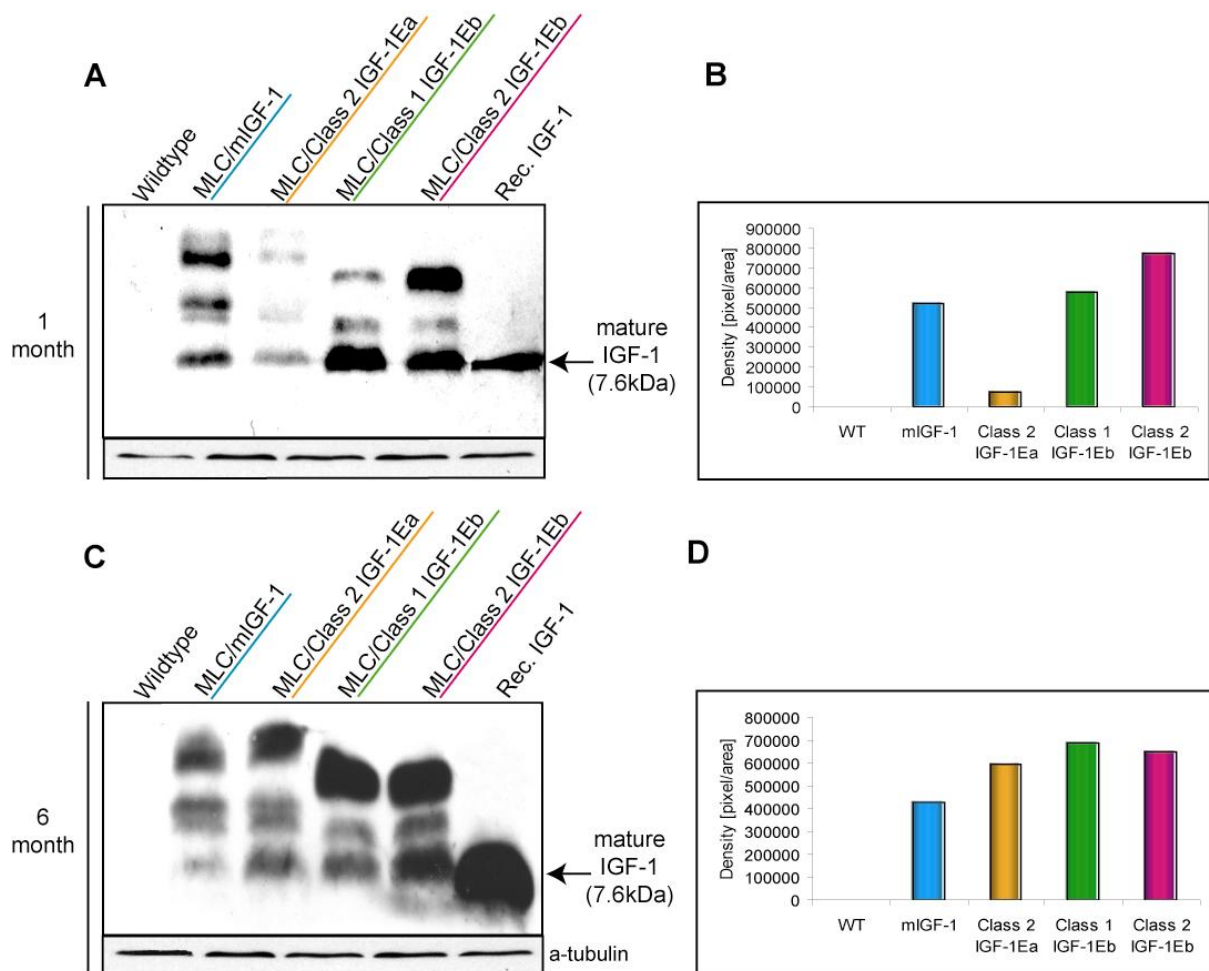 A
Wildtype
MLC/mIGF-1
MLC/Class 2 IGF-1Ea
MLC/Class 1 IGF-1Eb
MLC/Class 2 IGF-1Eb
Rec. IGF-1
1
month
mature
IGF-1
(7.6kDa)
B
Density [pixel/area]
900000
800000
700000
600000
500000
400000
300000
200000
100000
0
WT
mIGF-1
Class 2
IGF-1Ea
Class 1
IGF-1Eb
Class 2
IGF-1Eb
C
Wildtype
MLC/mIGF-1
MLC/Class 2 IGF-1Ea
MLC/Class 1 IGF-1Eb
MLC/Class 2 IGF-1Eb
Rec. IGF-1
6
month
mature
IGF-1
(7.6kDa)
a-tubulin
D
Density [pixel/area]
800000
700000
600000
500000
400000
300000
200000
100000
0
WT
mIGF-1
Class 2
IGF-1Ea
Class 1
IGF-1Eb
Class 2
IGF-1Eb